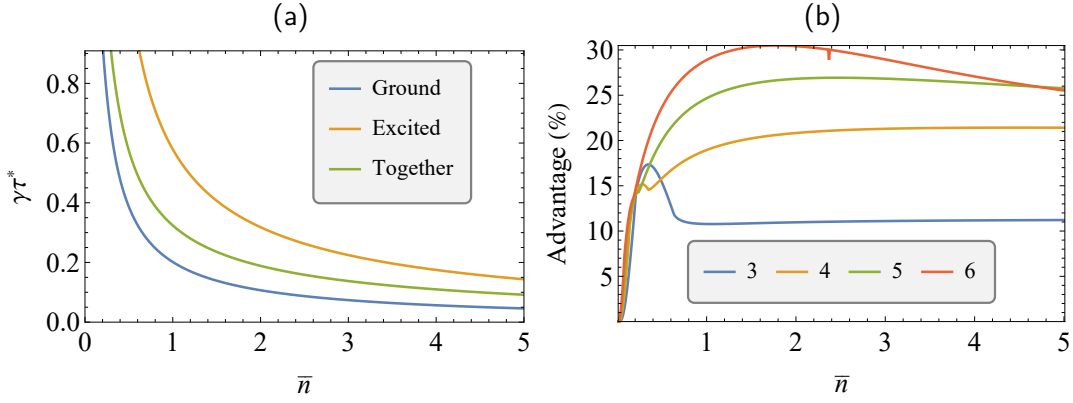 (a)
0.8
0.6
0.4
0.2
0.0
γτ*
0 1 2 3 4 5
n̅
Ground
Excited
Together
(b)
30
25
20
15
10
5
Advantage (%)
1 2 3 4 5
n̅
3 4 5 6